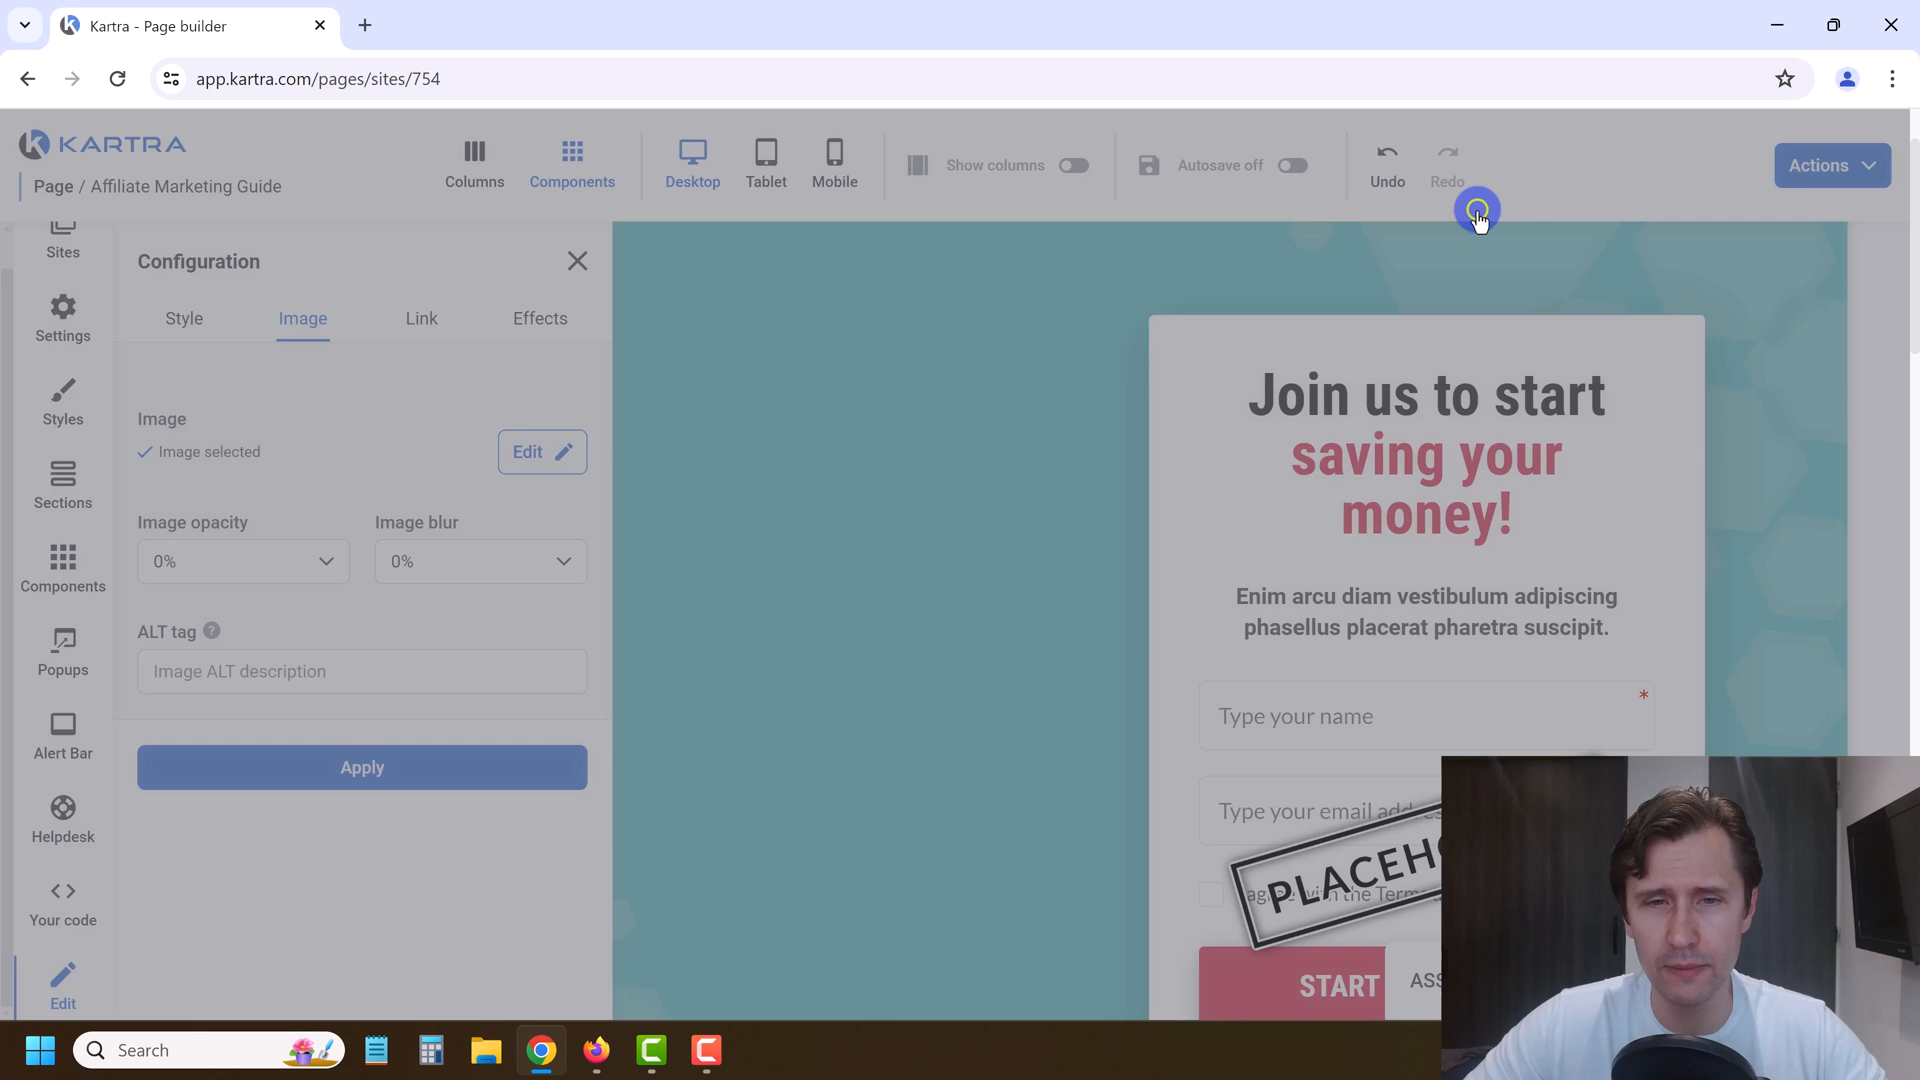 Kartra - Page builder
app.kartra.com/pages/sites/754
KARTRA
Page / Affiliate Marketing Guide
Columns
Components
Desktop
Tablet
Mobile
Show columns
Autosave off
Undo
Redo
Actions
Sites
Settings
Styles
Sections
Components
Popups
Alert Bar
Helpdesk
Your code
Edit
Configuration
Style
Image
Link
Effects
Image
Image selected
Edit
Image opacity
Image blur
0%
0%
ALT tag ?
Image ALT description
Apply
Join us to start
saving your
money!
Enim arcu diam vestibulum adipiscing
phasellus placerat pharetra suscipit.
Type your name
*
Type your email
the
START
Search